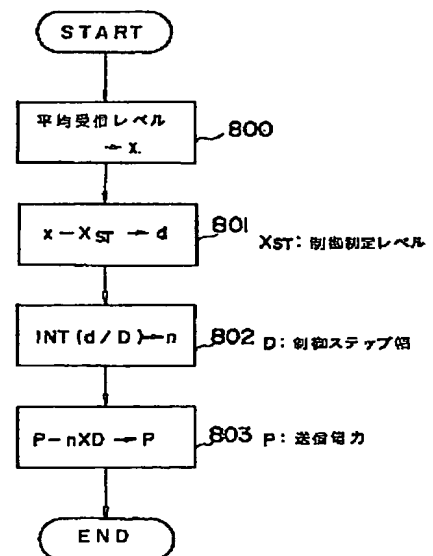 START
平均受信レベル
→ x.
800
x − XST → d
801
XST: 制御判定レベル
INT (d / D) → n
802
D: 制御ステップ幅
P − nXD → P
803
P: 送信電力
END